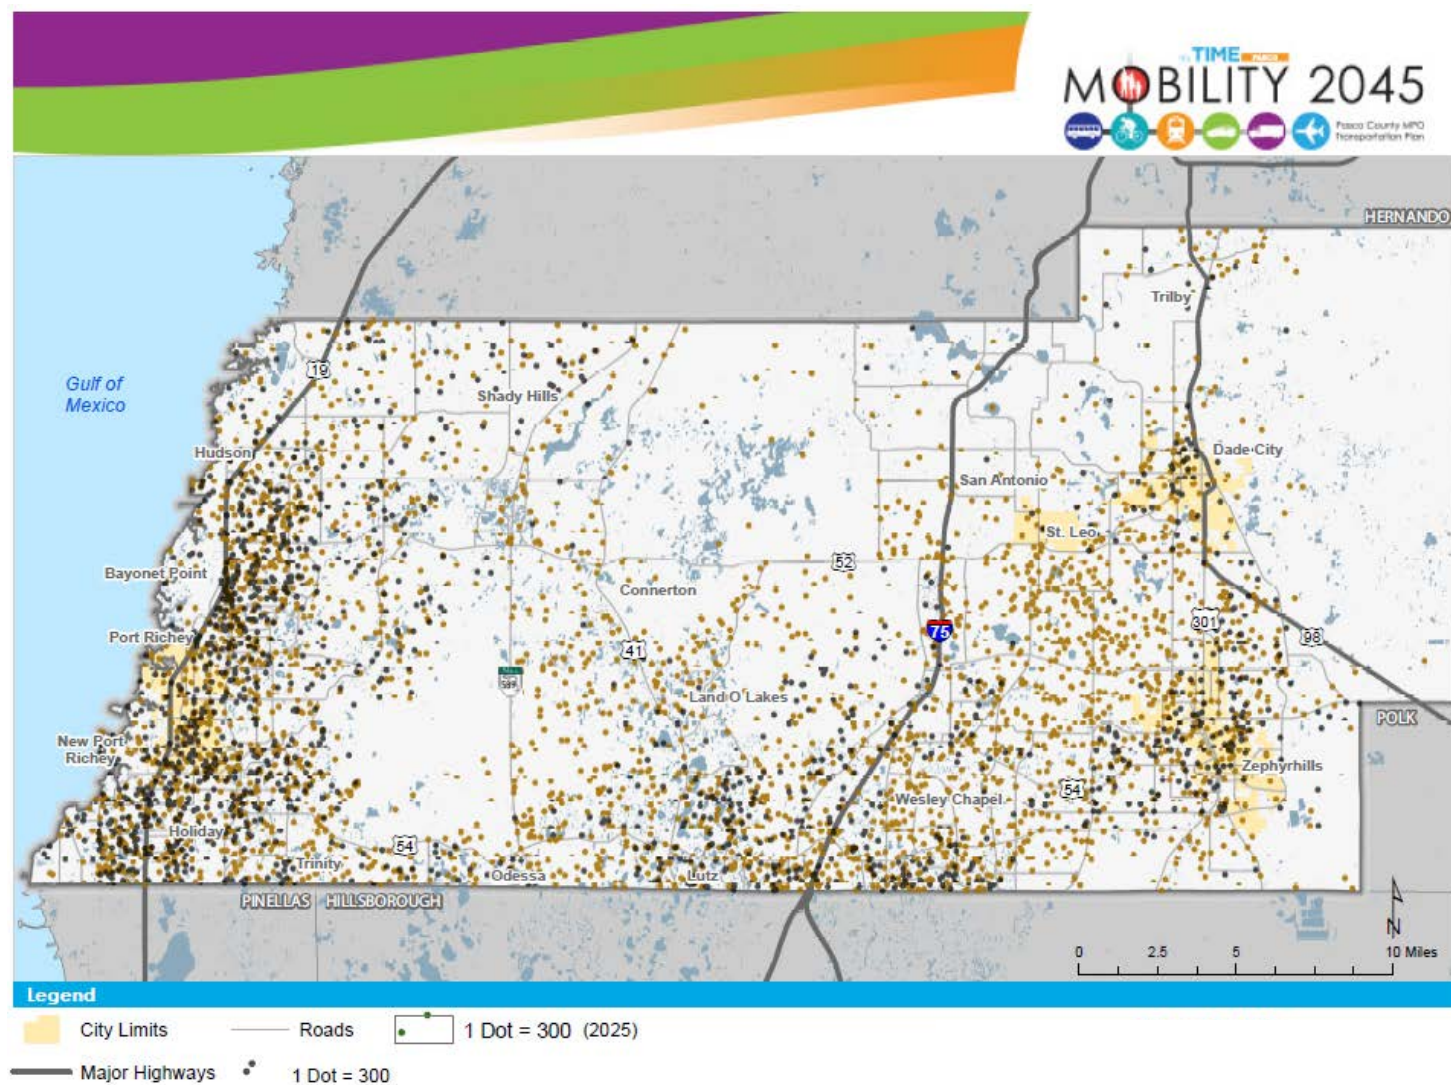 TIME PASCO
MOBILITY 2045
Pasco County MPO
Transportation Plan
HERNANDO
Trilby
19
Gulf of
Mexico
Shady Hills
Hudson
Dade City
San Antonio
St. Leo
52
Bayonet Point
Connerton
Port Richey
41
75
301
98
589
Land O Lakes
POLK
New Port
Richey
Zephyrhills
Wesley Chapel
54
Holiday
54
Trinity
Odessa
Lutz
PINELLAS HILLSBOROUGH
N
0 2.5 5 10 Miles
Legend
City Limits Roads 1 Dot = 300 (2025)
Major Highways 1 Dot = 300